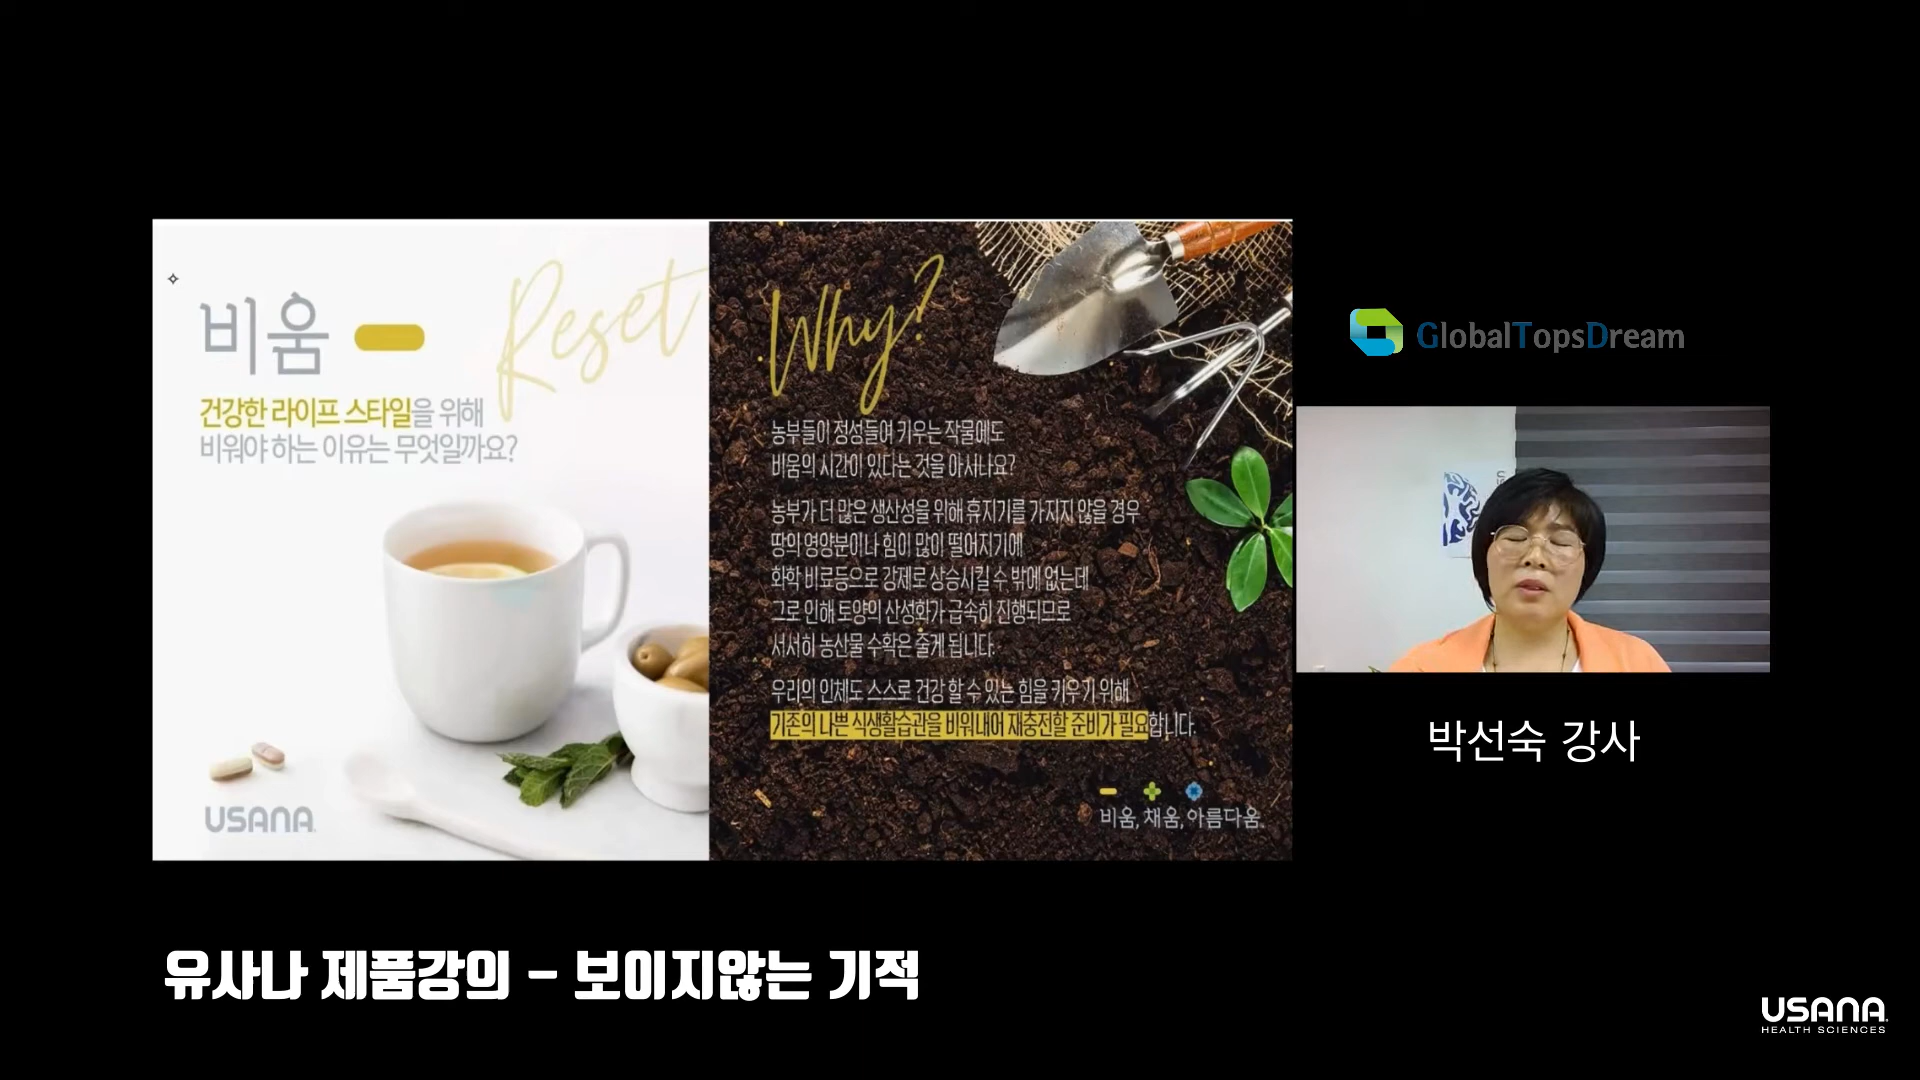 비움
Reset
건강한 라이프 스타일을 위해
비워야 하는 이유는 무엇일까요?
USANA
Why?
농부들이 정성들여 키우는 작물에도
비움의 시간이 있다는 것을 아시나요?
농부가 더 많은 생산성을 위해 휴지기를 가지지 않을 경우
땅의 영양분이나 힘이 많이 떨어지기에
화학 비료등으로 강제로 상승시킬 수 밖에 없는데
그로 인해 토양의 산성화가 급속히 진행되므로
서서히 농산물 수확은 줄게 됩니다.
우리의 인체도 스스로 건강 할 수 있는 힘을 키우기 위해
기존의 나쁜 식생활습관을 비워내어 재충전할 준비가 필요합니다.
비움, 채움, 아름다움.
GlobalTopsDream
박선숙 강사
유사나 제품강의 - 보이지않는 기적
USANA
HEALTH SCIENCES